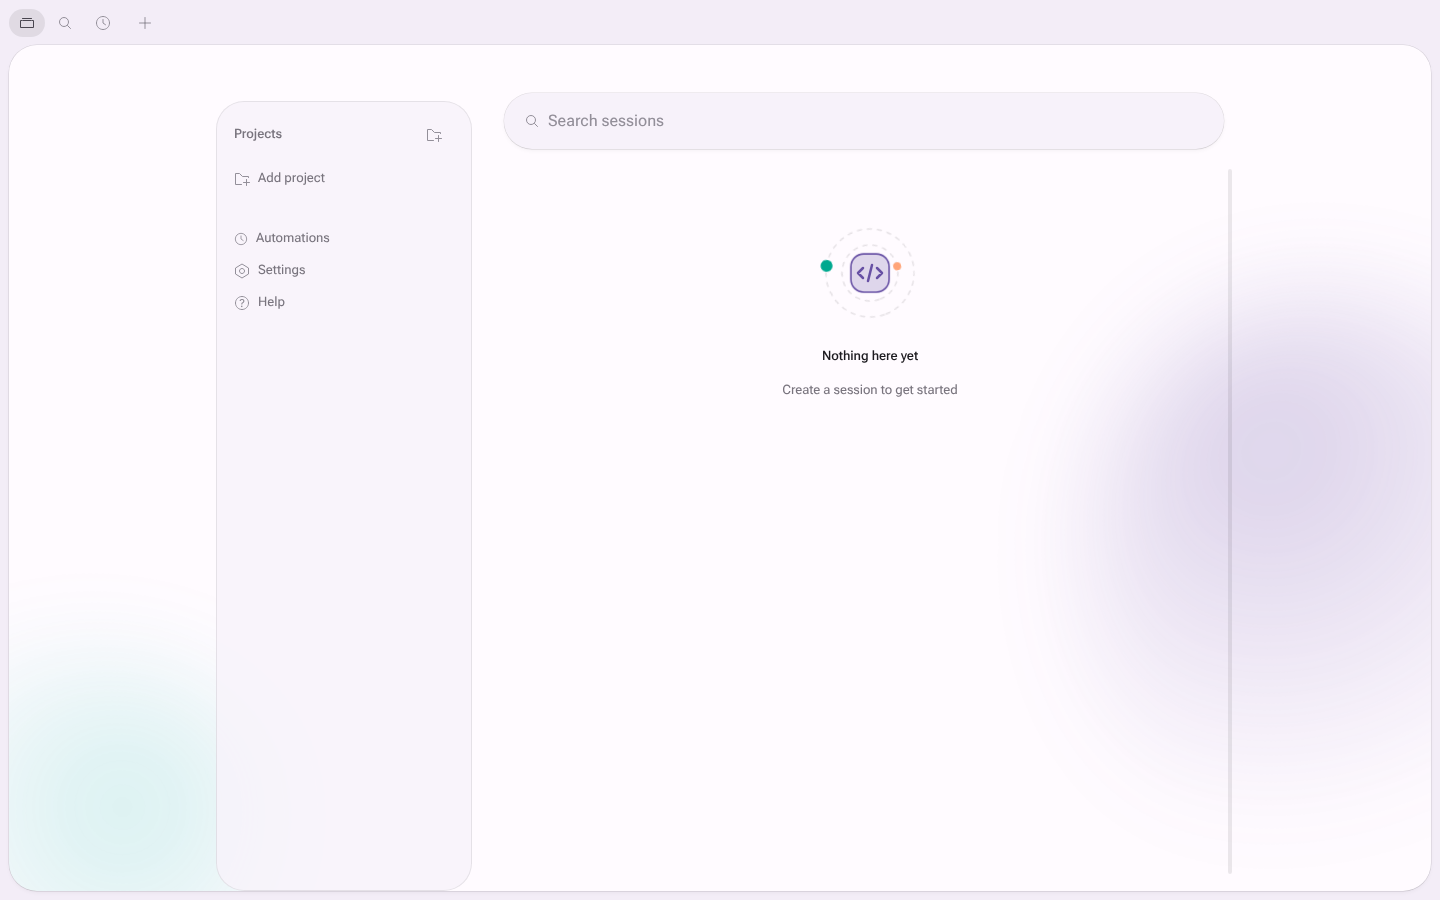 Search sessions
Projects
Add project
Automations
Settings
Help
Nothing here yet
Create a session to get started